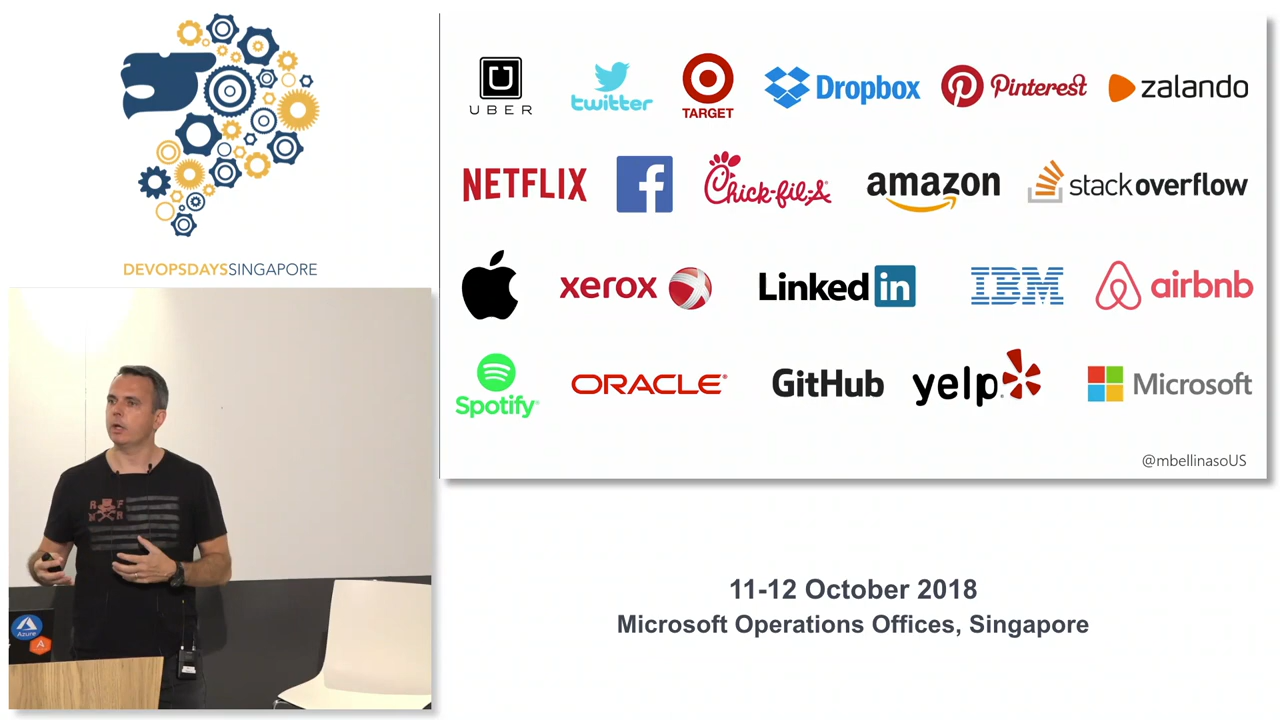 DEVOPSDAYSSINGAPORE
UBER
twitter
TARGET
Dropbox
Pinterest
zalando
NETFLIX
f
Chick-fil-A
amazon
stackoverflow
xerox
LinkedIn
IBM
airbnb
Spotify®
ORACLE®
GitHub
yelp
Microsoft
@mbellinasoUS
A F
N R
Azure
A
11-12 October 2018
Microsoft Operations Offices, Singapore